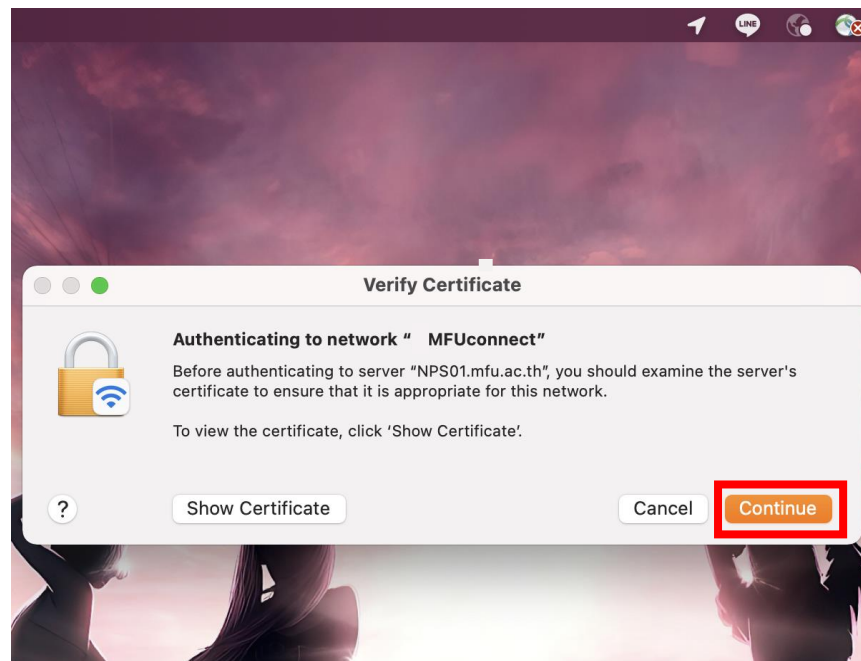 LINE
Verify Certificate
Authenticating to network “ MFUconnect”
Before authenticating to server “NPS01.mfu.ac.th”, you should examine the server's
certificate to ensure that it is appropriate for this network.
To view the certificate, click ‘Show Certificate’.
?
Show Certificate
Cancel
Continue